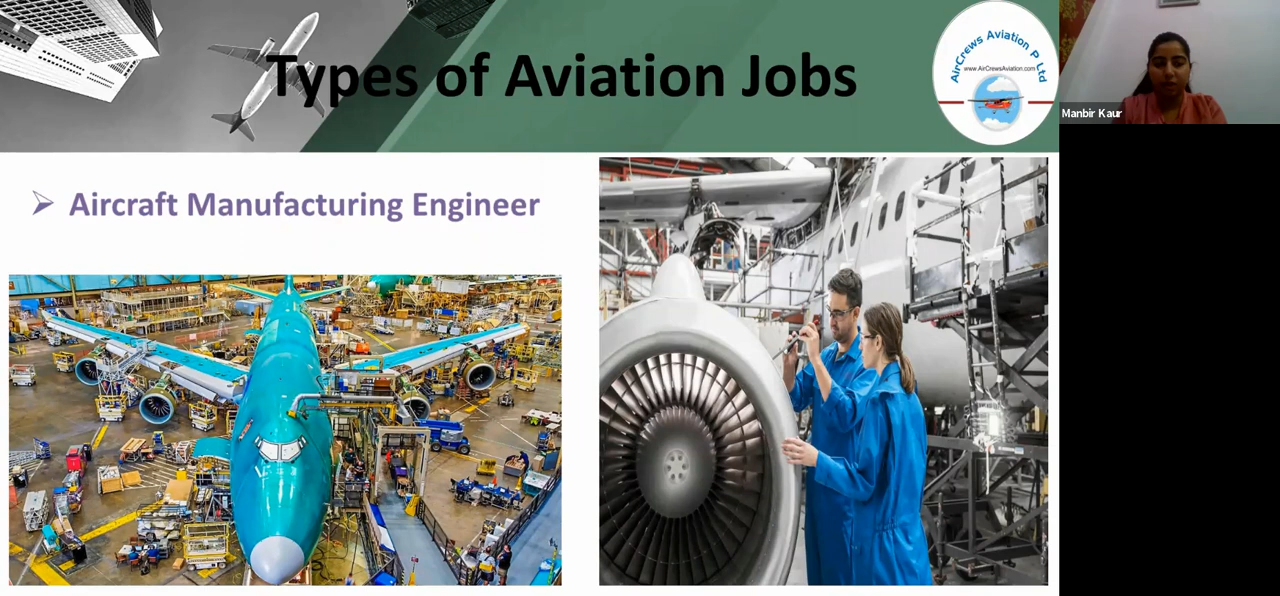 Types of Aviation Jobs
AirCrews Aviation P Ltd
www.AirCrewsAviation.com
Manbir Kaur
➢ Aircraft Manufacturing Engineer